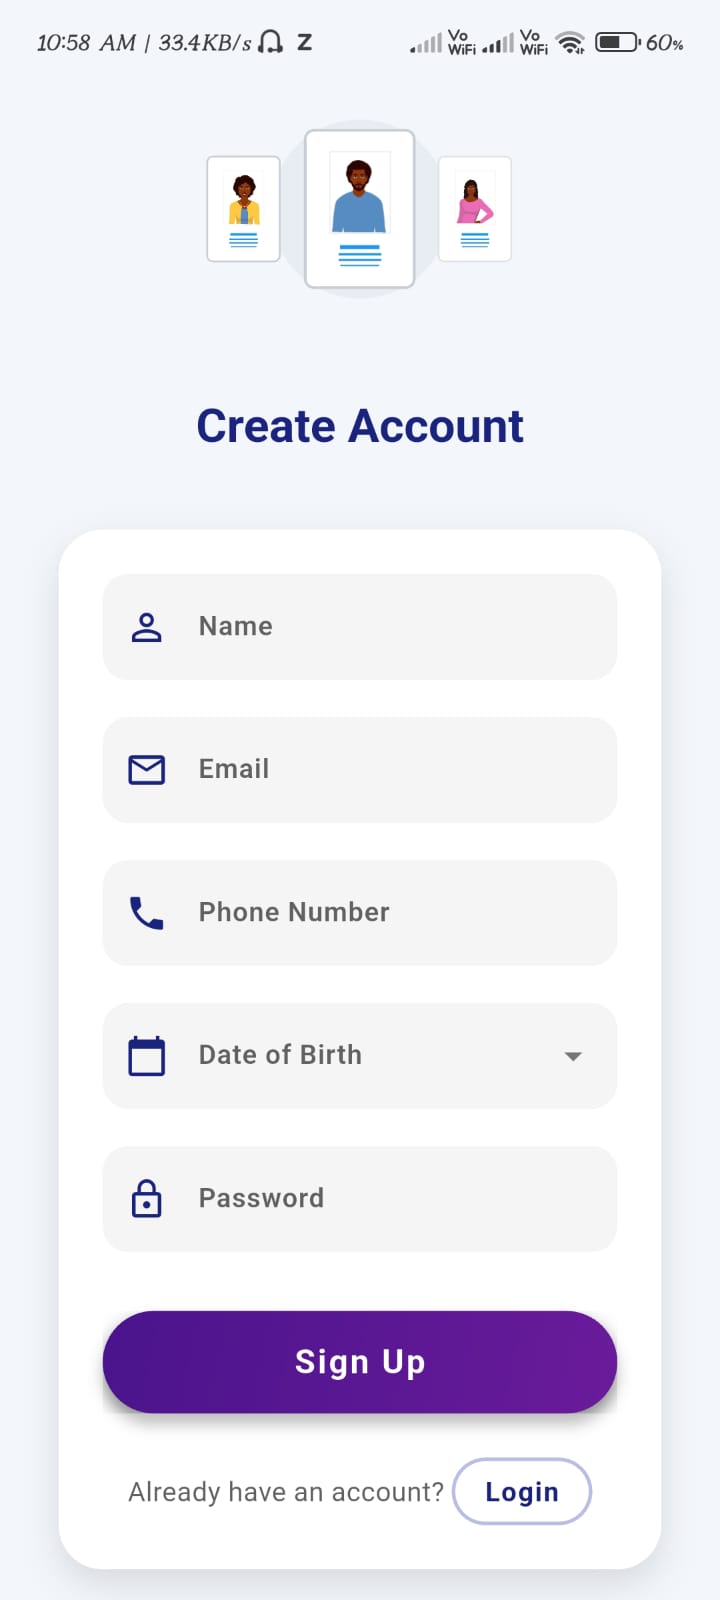 10:58 AM | 33.4KB/s Z Vo WiFi Vo WiFi 60%
Create Account
Name
Email
Phone Number
Date of Birth
Password
Sign Up
Already have an account? Login